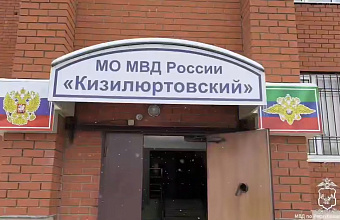 МО МВД России
«Кизилюртовский»